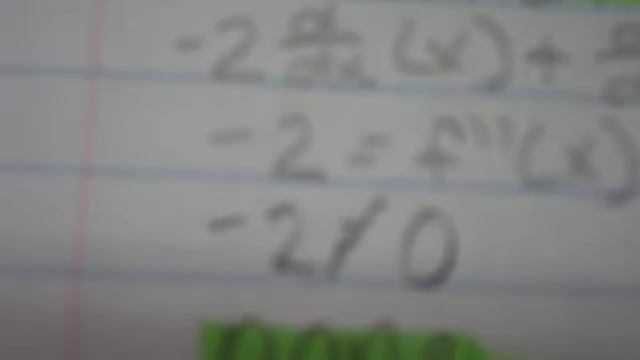 -2 d/dx (x) +
-2 = f''(x)
-2 ≠ 0